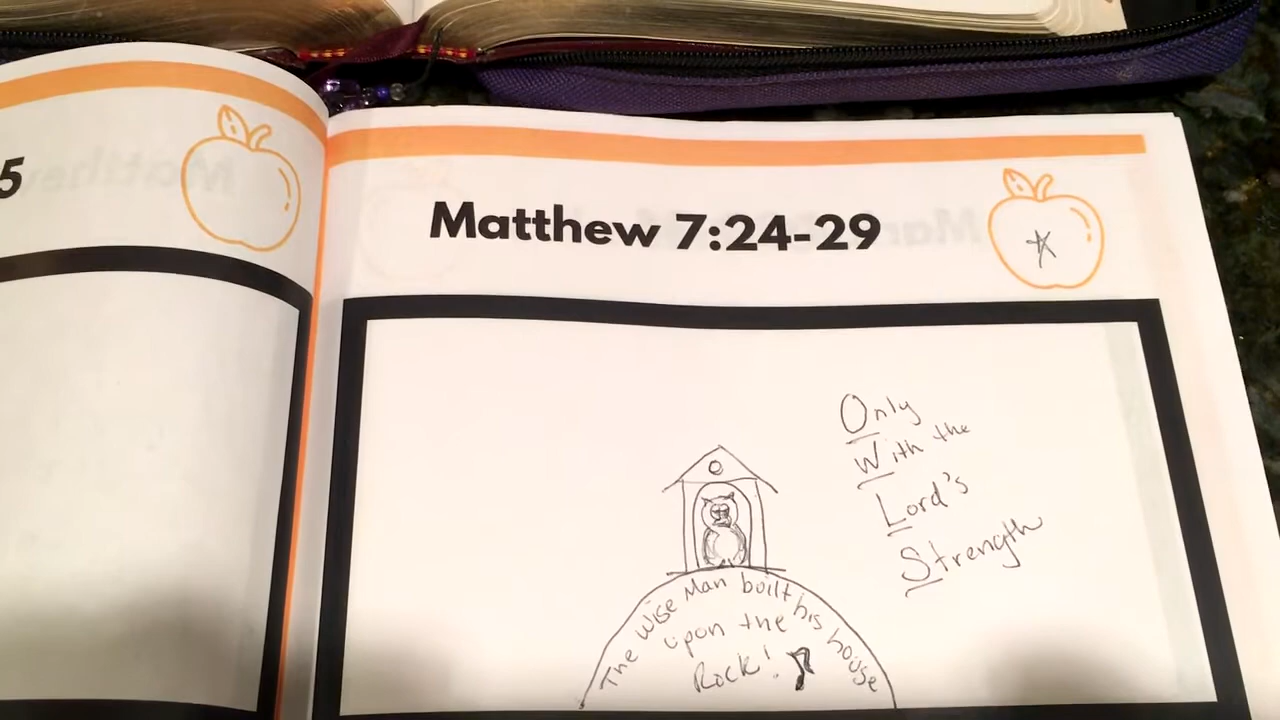 5
Matthew 7:24-29
Only
With the
Lord's
Strength
The Wise Man built his house
upon the
Rock!